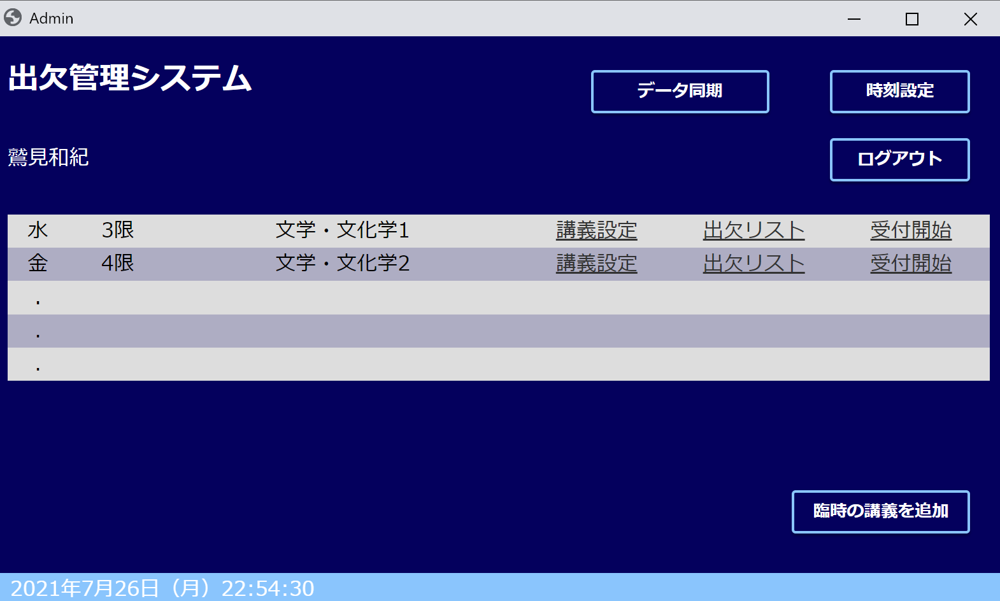 Admin
出欠管理システム
データ同期
時刻設定
鷲見和紀
ログアウト
水 3限 文学・文化学1 講義設定 出欠リスト 受付開始
金 4限 文学・文化学2 講義設定 出欠リスト 受付開始
.
.
.
臨時の講義を追加
2021年7月26日（月）22:54:30